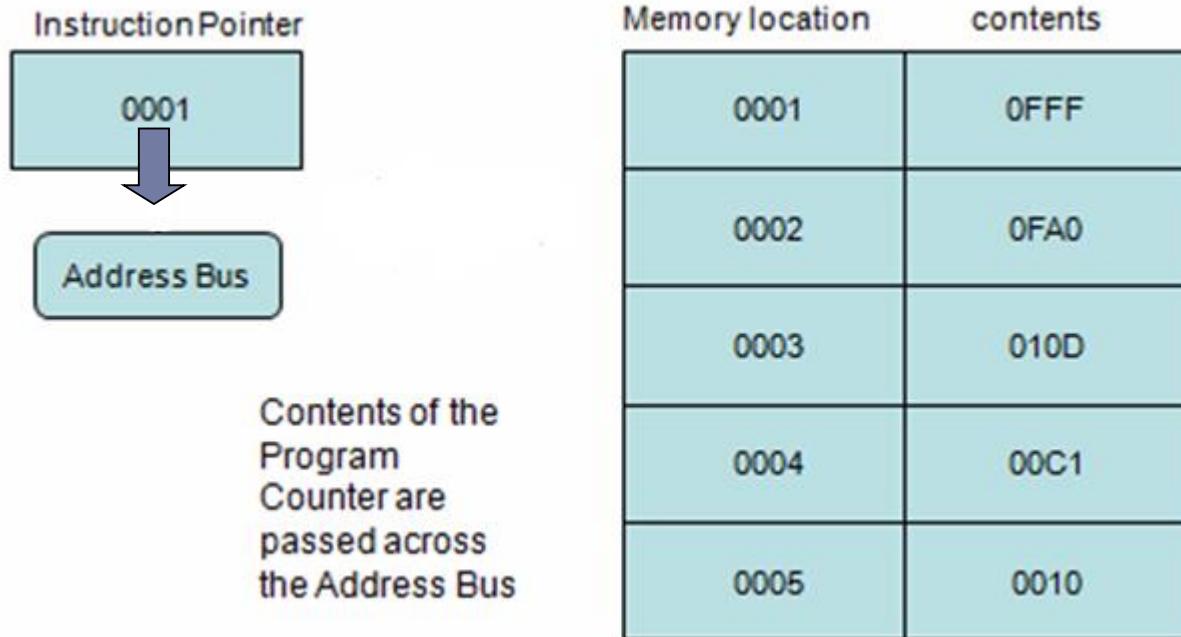 Instruction Pointer
0001
Address Bus
Contents of the
Program
Counter are
passed across
the Address Bus
Memory location contents
0001 0FFF
0002 0FA0
0003 010D
0004 00C1
0005 0010